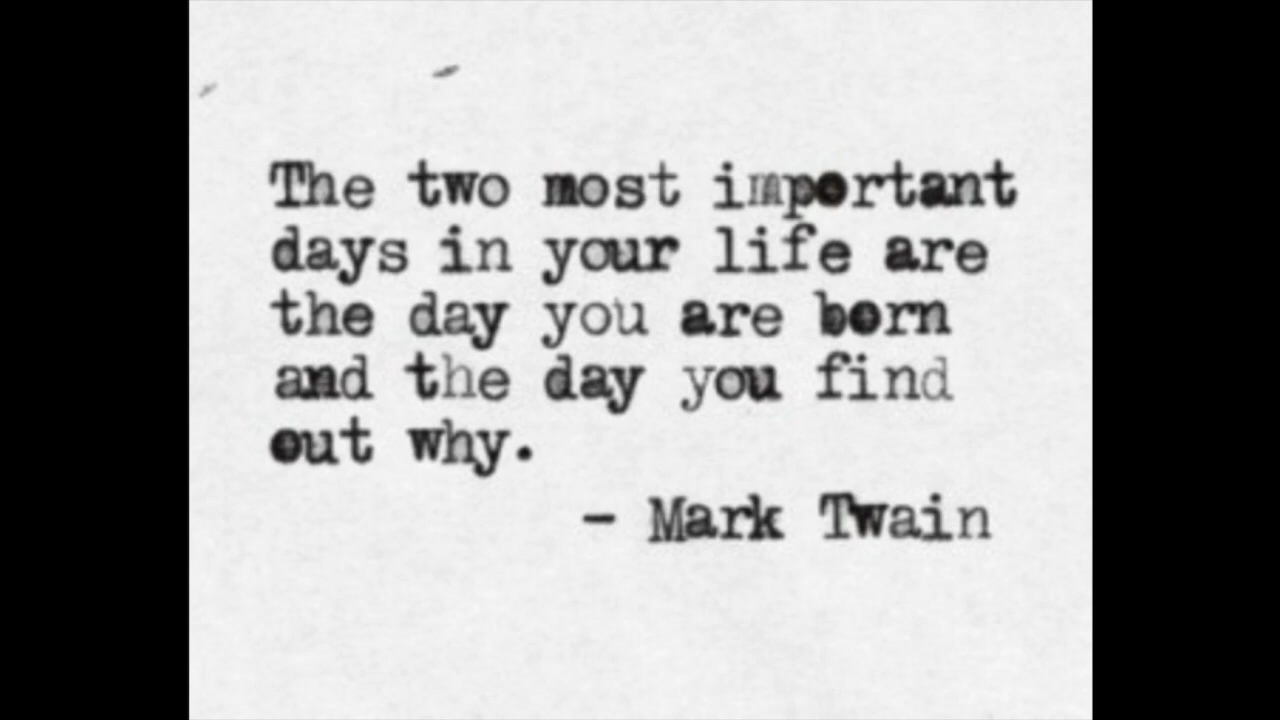 The two most important
days in your life are
the day you are born
and the day you find
out why.
- Mark Twain